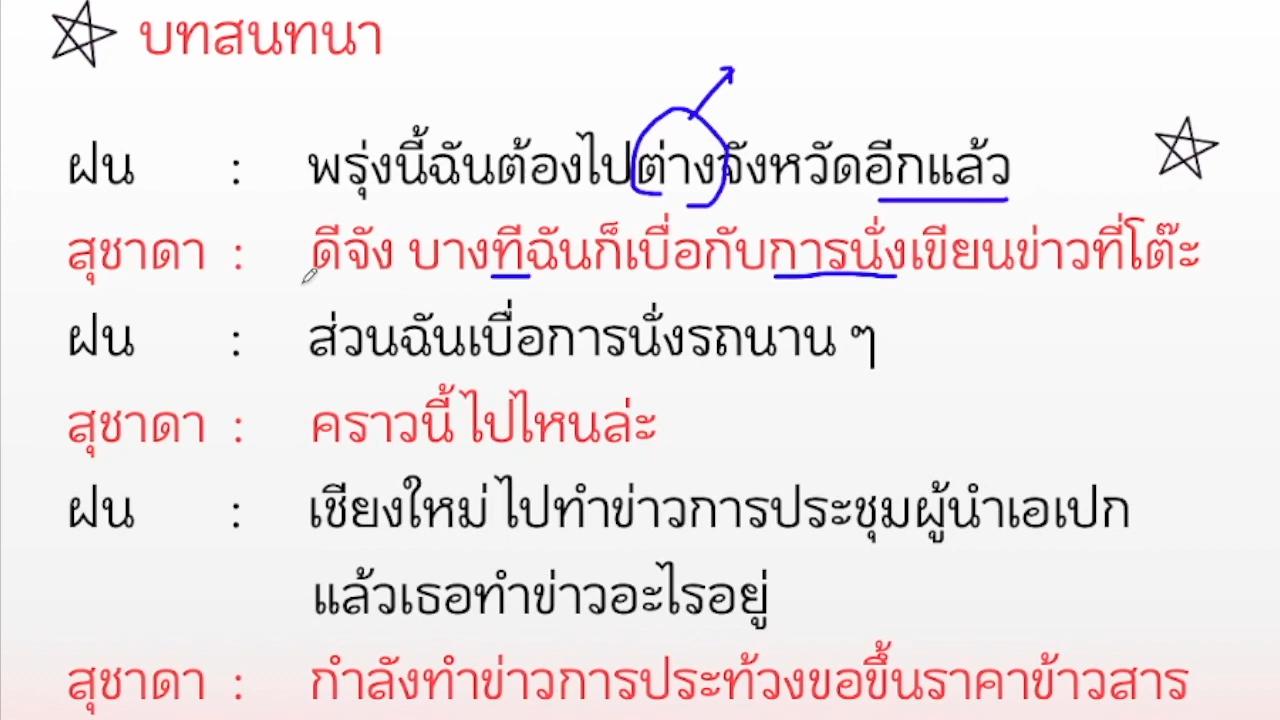 บทสนทนา
ฝน : พรุ่งนี้ฉันต้องไปต่างจังหวัดอีกแล้ว
สุชาดา : ดีจัง บางทีฉันก็เบื่อกับการนั่งเขียนข่าวที่โต๊ะ
ฝน : ส่วนฉันเบื่อการนั่งรถนาน ๆ
สุชาดา : คราวนี้ ไปไหนล่ะ
ฝน : เชียงใหม่ ไปทำข่าวการประชุมผู้นำเอเปก
แล้วเธอทำข่าวอะไรอยู่
สุชาดา : กำลังทำข่าวการประท้วงขอขึ้นราคาข้าวสาร